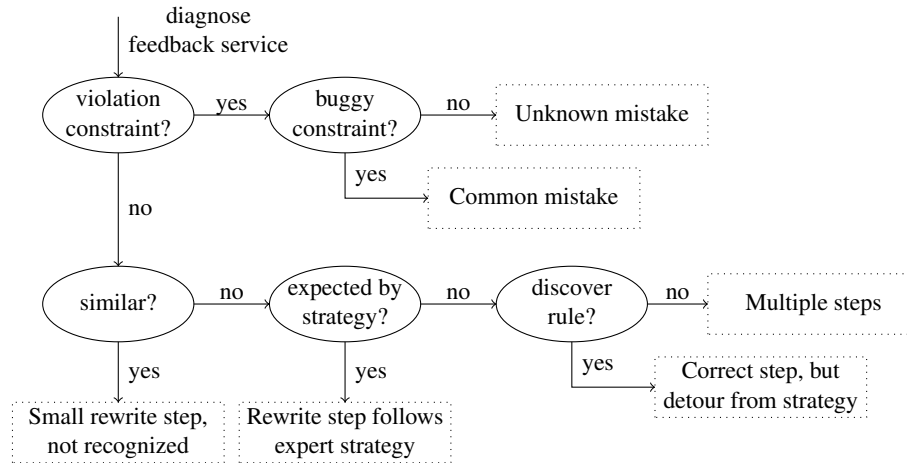 diagnose
feedback service
violation
constraint?
yes
buggy
constraint?
no
Unknown mistake
yes
Common mistake
no
similar?
no
expected by
strategy?
no
discover
rule?
no
Multiple steps
yes
Small rewrite step,
not recognized
yes
Rewrite step follows
expert strategy
yes
Correct step, but
detour from strategy